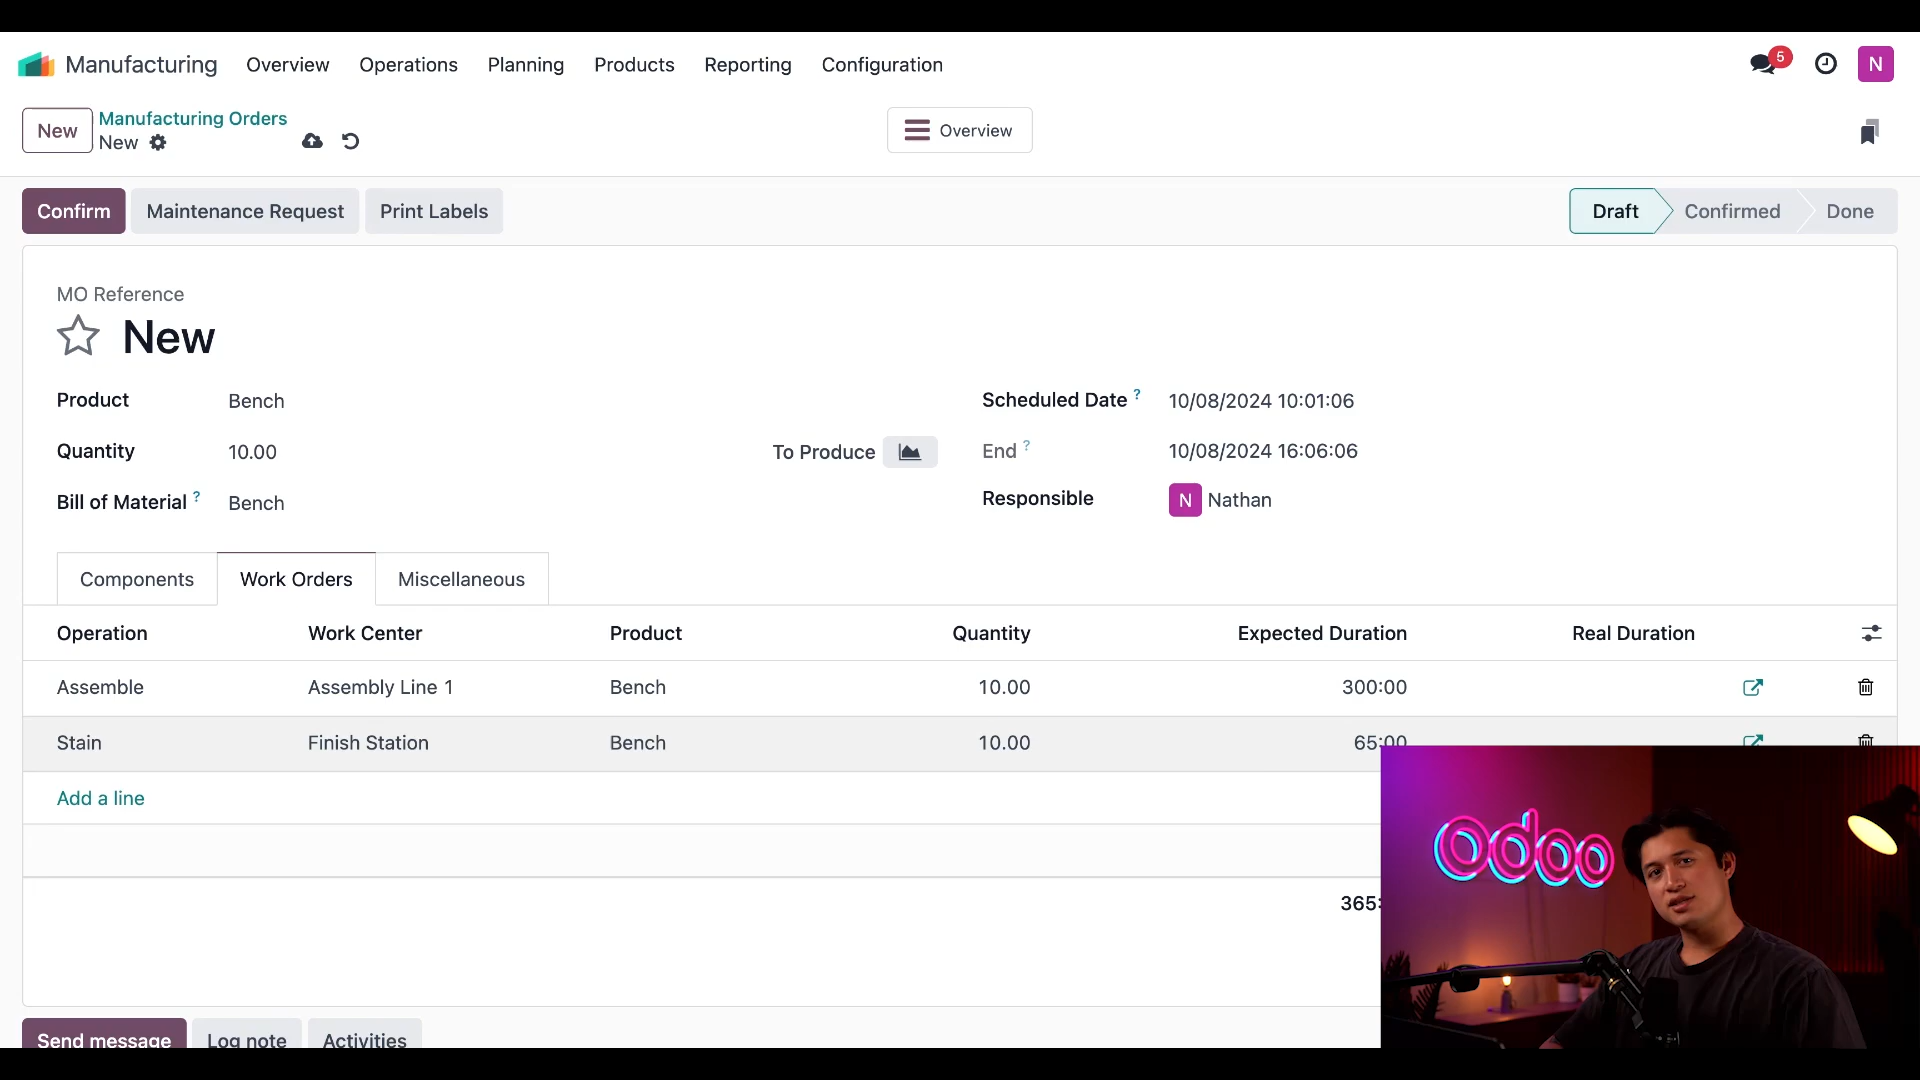 Manufacturing Overview Operations Planning Products Reporting Configuration 5 N
New Manufacturing Orders
New
Overview
Confirm Maintenance Request Print Labels Draft Confirmed Done
MO Reference
New
Product Bench Scheduled Date ? 10/08/2024 10:01:06
Quantity 10.00 To Produce End ? 10/08/2024 16:06:06
Bill of Material ? Bench Responsible N Nathan
Components Work Orders Miscellaneous
Operation Work Center Product Quantity Expected Duration Real Duration
Assemble Assembly Line 1 Bench 10.00 300:00
Stain Finish Station Bench 10.00 65:00
Add a line
365:
odoo
Send message Log note Activities